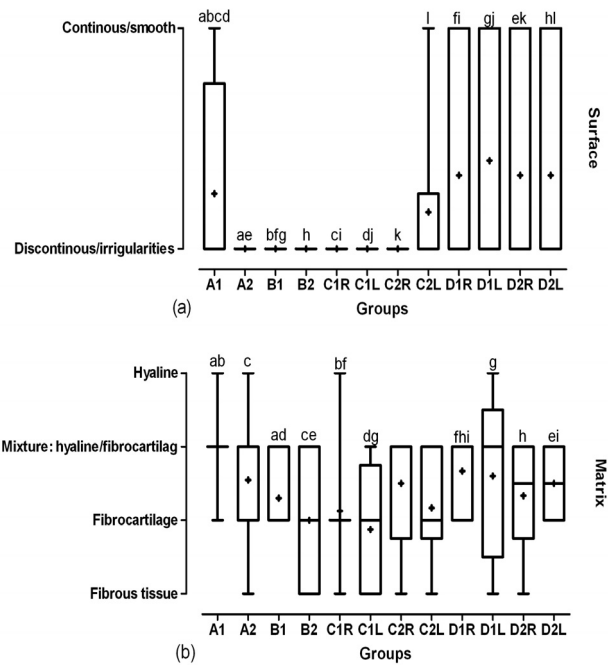 abcd l fi gj ek hl
Continous/smooth
Surface
ae bfg h ci dj k
Discontinous/irrigularities
A1 A2 B1 B2 C1R C1L C2R C2L D1R D1L D2R D2L
(a) Groups
ab c bf g
Hyaline
ad ce dg fhi h ei
Mixture: hyaline/fibrocartilag
Matrix
Fibrocartilage
Fibrous tissue
A1 A2 B1 B2 C1R C1L C2R C2L D1R D1L D2R D2L
(b) Groups